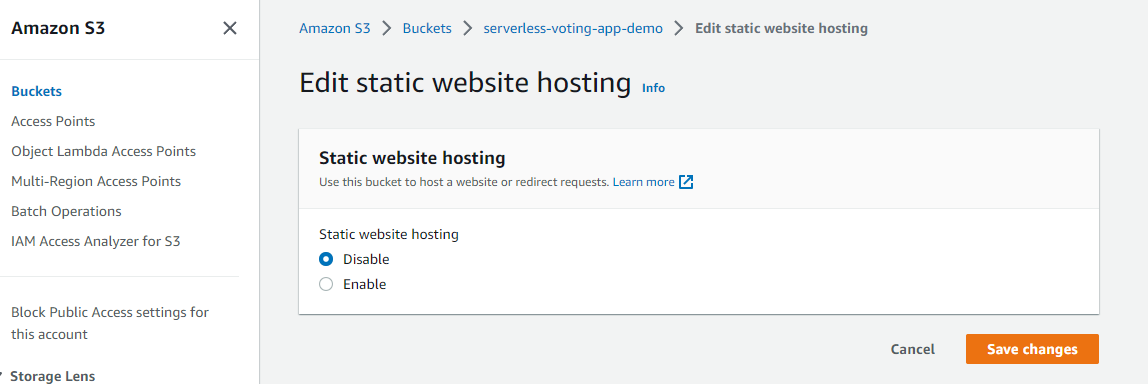 Amazon S3
Buckets
Access Points
Object Lambda Access Points
Multi-Region Access Points
Batch Operations
IAM Access Analyzer for S3
Block Public Access settings for
this account
Storage Lens
Amazon S3 > Buckets > serverless-voting-app-demo > Edit static website hosting
Edit static website hosting Info
Static website hosting
Use this bucket to host a website or redirect requests. Learn more
Static website hosting
Disable
Enable
Cancel Save changes